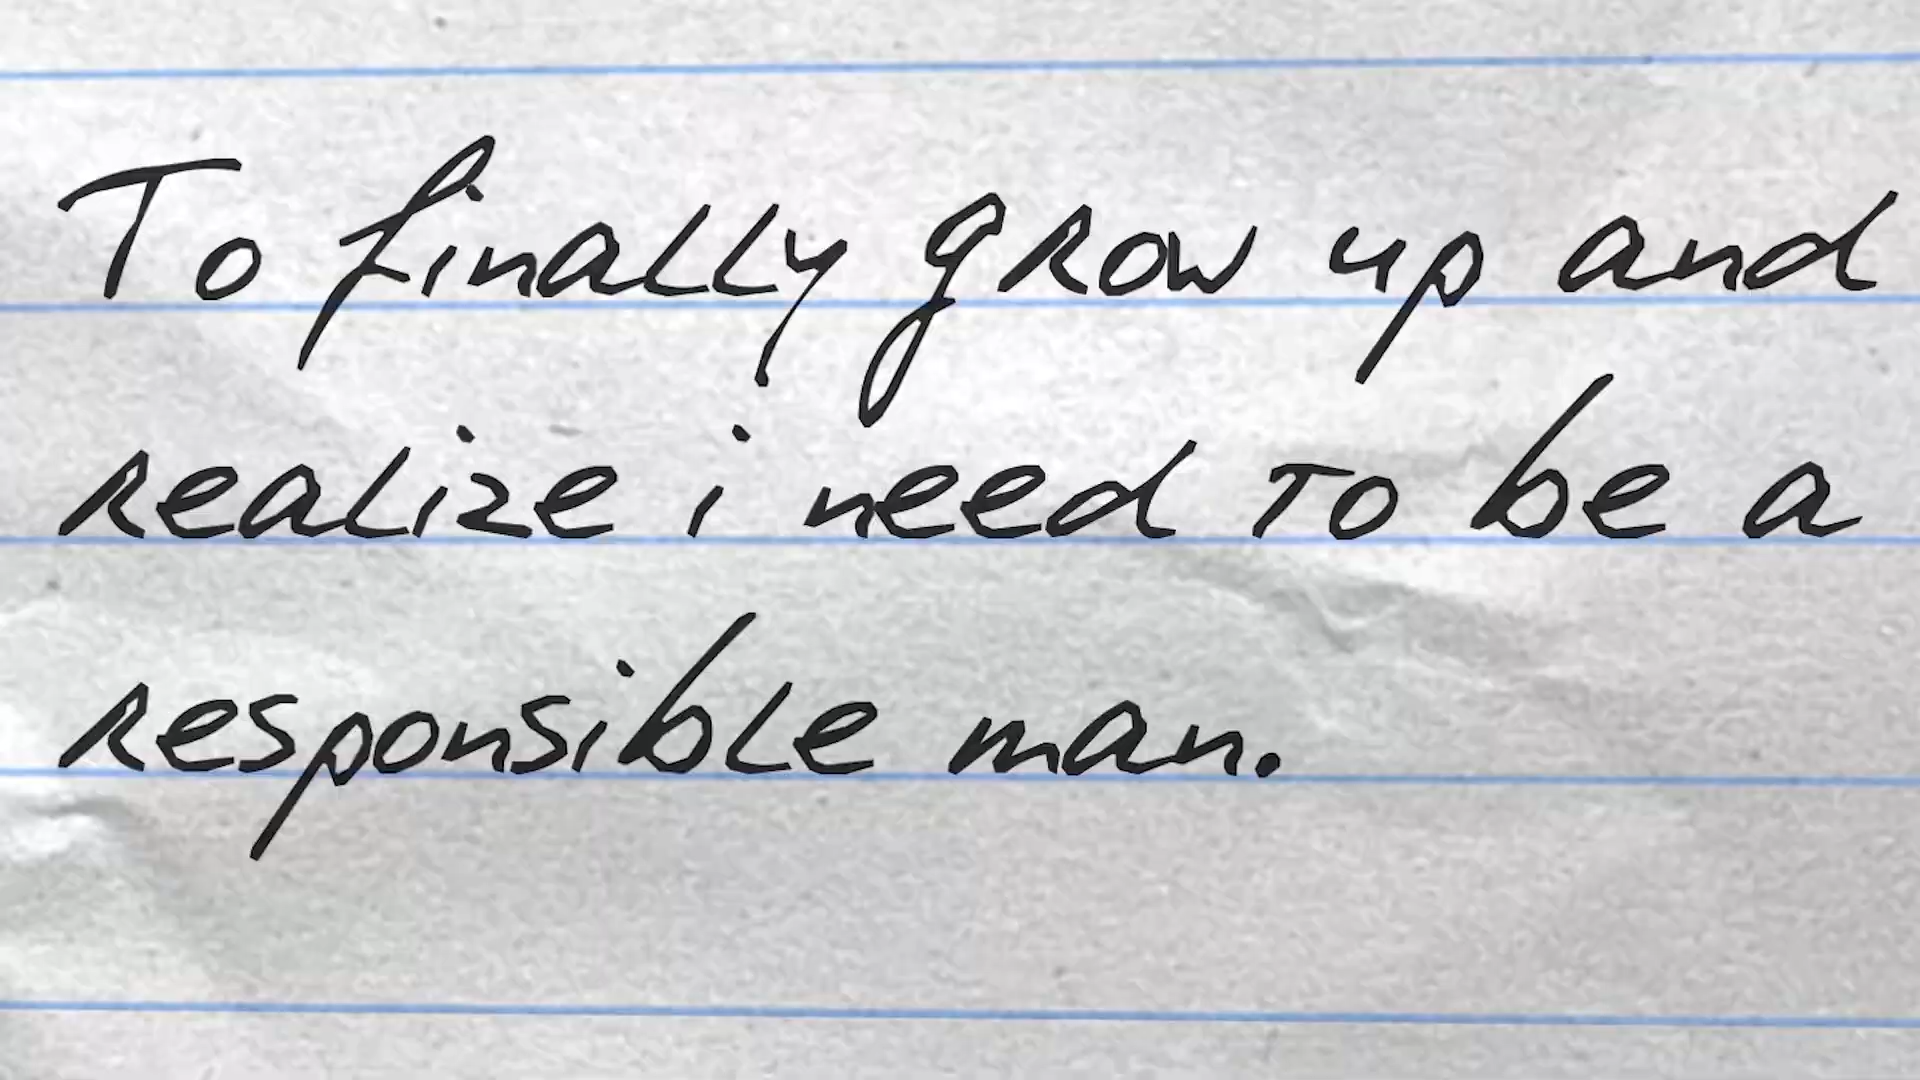 To finally grow up and
realize i need to be a
responsible man.